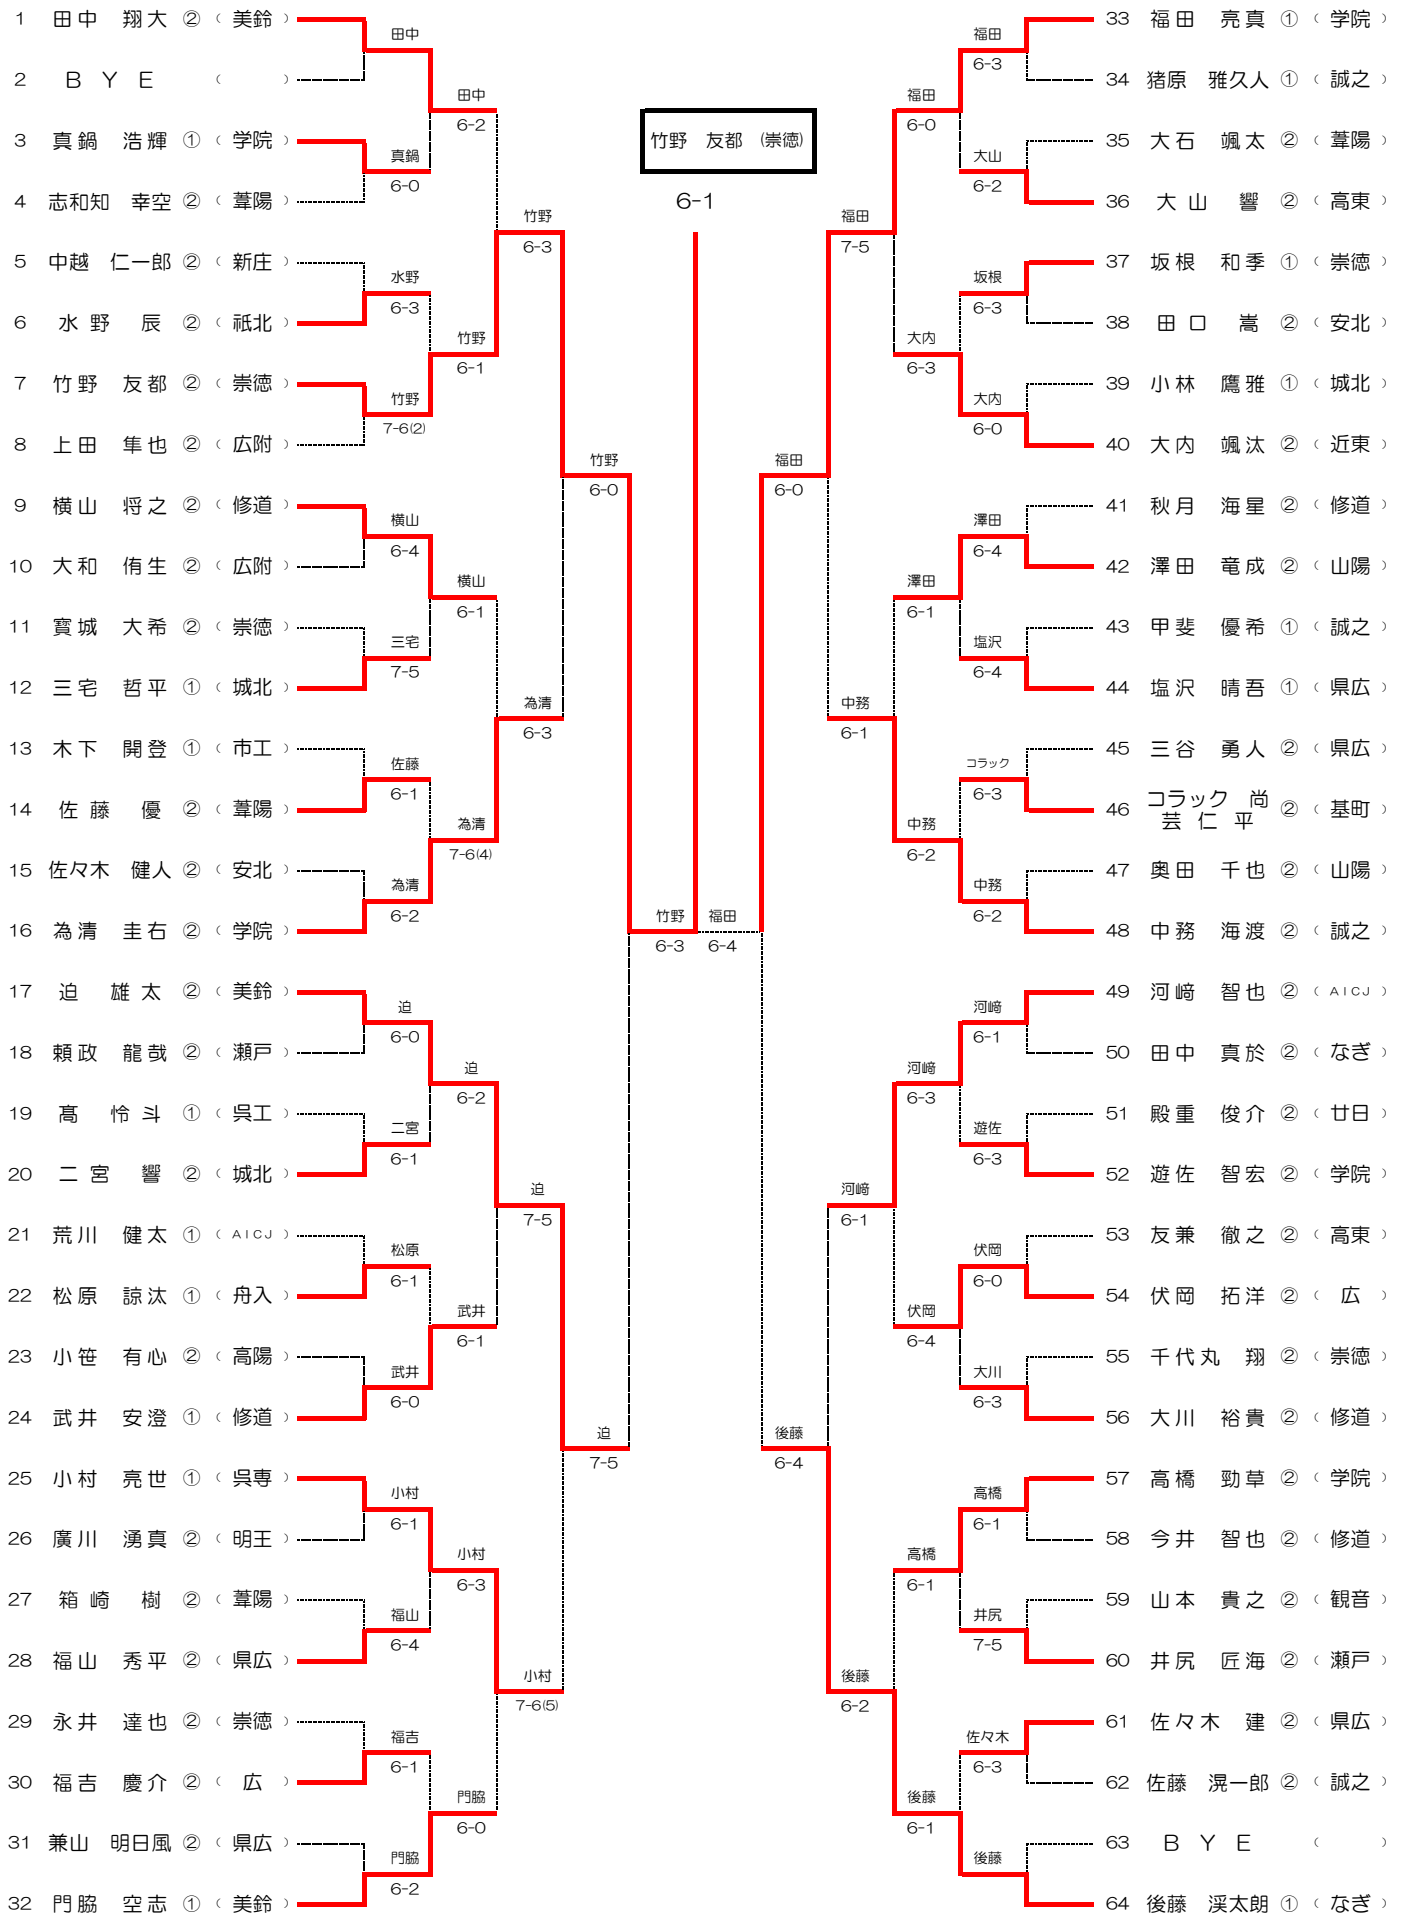 1 田中 翔大 ② ( 美鈴 )
2 B Y E ( )
3 真鍋 浩輝 ① ( 学院 )
4 志和知 幸空 ② ( 葦陽 )
5 中越 仁一郎 ② ( 新庄 )
6 水野 辰 ② ( 祇北 )
7 竹野 友都 ② ( 崇徳 )
8 上田 隼也 ② ( 広附 )
9 横山 将之 ② ( 修道 )
10 大和 侑生 ② ( 広附 )
11 寳城 大希 ② ( 崇徳 )
12 三宅 哲平 ① ( 城北 )
13 木下 開登 ① ( 市工 )
14 佐藤 優 ② ( 葦陽 )
15 佐々木 健人 ② ( 安北 )
16 為清 圭右 ② ( 学院 )
17 迫 雄太 ② ( 美鈴 )
18 頼政 龍哉 ② ( 瀬戸 )
19 髙 怜斗 ① ( 呉工 )
20 二宮 響 ② ( 城北 )
21 荒川 健太 ① ( AICJ )
22 松原 諒汰 ① ( 舟入 )
23 小笹 有心 ② ( 高陽 )
24 武井 安澄 ① ( 修道 )
25 小村 亮世 ① ( 呉専 )
26 廣川 湧真 ② ( 明王 )
27 箱崎 樹 ② ( 葦陽 )
28 福山 秀平 ② ( 県広 )
29 永井 達也 ② ( 崇徳 )
30 福吉 慶介 ② ( 広 )
31 兼山 明日風 ② ( 県広 )
32 門脇 空志 ① ( 美鈴 )
田中
真鍋
6-0
水野
6-3
竹野
7-6(2)
横山
6-4
三宅
7-5
佐藤
6-1
為清
6-2
迫
6-0
二宮
6-1
松原
6-1
武井
6-0
小村
6-1
福山
6-4
福吉
6-1
門脇
6-2
田中
6-2
竹野
6-1
横山
6-1
為清
7-6(4)
迫
6-2
武井
6-1
小村
6-3
門脇
6-0
竹野
6-3
為清
6-3
迫
7-5
小村
7-6(5)
竹野
6-0
迫
7-5
竹野 友都 (崇徳)
6-1
竹野 福田
6-3 6-4
福田
6-0
後藤
6-4
福田
7-5
中務
6-1
河﨑
6-1
後藤
6-2
福田
6-0
大内
6-3
澤田
6-1
中務
6-2
河﨑
6-3
伏岡
6-4
高橋
6-1
後藤
6-1
福田
6-3
大山
6-2
坂根
6-3
大内
6-0
澤田
6-4
塩沢
6-4
コラック
6-3
中務
6-2
河﨑
6-1
遊佐
6-3
伏岡
6-0
大川
6-3
高橋
6-1
井尻
7-5
佐々木
6-3
後藤
33 福田 亮真 ① ( 学院 )
34 猪原 雅久人 ① ( 誠之 )
35 大石 颯太 ② ( 葦陽 )
36 大山 響 ② ( 高東 )
37 坂根 和季 ① ( 崇徳 )
38 田口 嵩 ② ( 安北 )
39 小林 鷹雅 ① ( 城北 )
40 大内 颯汰 ② ( 近東 )
41 秋月 海星 ② ( 修道 )
42 澤田 竜成 ② ( 山陽 )
43 甲斐 優希 ① ( 誠之 )
44 塩沢 晴吾 ① ( 県広 )
45 三谷 勇人 ② ( 県広 )
46 コラック 尚 ② ( 基町 )
芸仁平
47 奥田 千也 ② ( 山陽 )
48 中務 海渡 ② ( 誠之 )
49 河﨑 智也 ② ( AICJ )
50 田中 真於 ② ( なぎ )
51 殿重 俊介 ② ( 廿日 )
52 遊佐 智宏 ② ( 学院 )
53 友兼 徹之 ② ( 高東 )
54 伏岡 拓洋 ② ( 広 )
55 千代丸 翔 ② ( 崇徳 )
56 大川 裕貴 ② ( 修道 )
57 高橋 勁草 ② ( 学院 )
58 今井 智也 ② ( 修道 )
59 山本 貴之 ② ( 観音 )
60 井尻 匠海 ② ( 瀬戸 )
61 佐々木 建 ② ( 県広 )
62 佐藤 滉一郎 ② ( 誠之 )
63 B Y E ( )
64 後藤 渓太朗 ① ( なぎ )